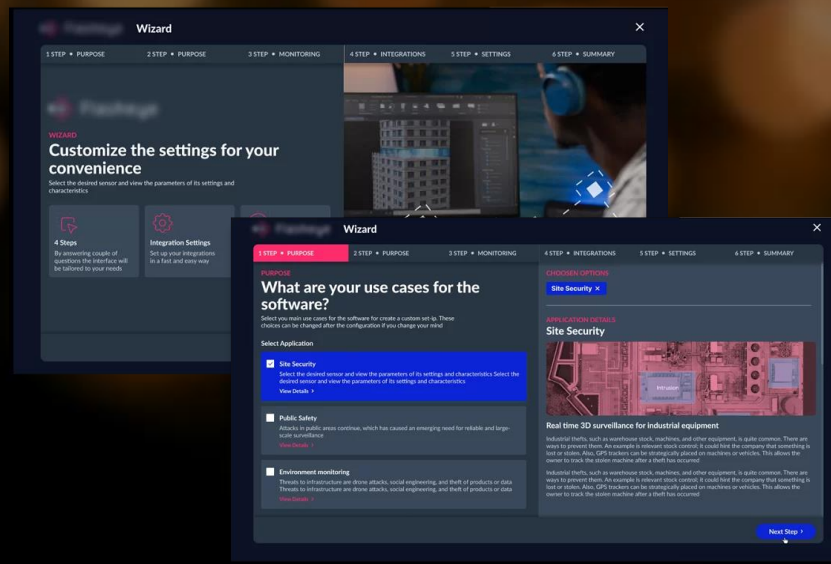 Wizard
1 STEP • PURPOSE
2 STEP • PURPOSE
3 STEP • MONITORING
4 STEP • INTEGRATIONS
5 STEP • SETTINGS
6 STEP • SUMMARY
WIZARD
Customize the settings for your
convenience
Select the desired sensor and view the parameters of its settings and
characteristics
4 Steps
By answering couple of
questions the interface will
be tailored to your needs
Integration Settings
Set up your integrations
in a fast and easy way
Wizard
1 STEP • PURPOSE
2 STEP • PURPOSE
3 STEP • MONITORING
4 STEP • INTEGRATIONS
5 STEP • SETTINGS
6 STEP • SUMMARY
PURPOSE
What are your use cases for the
software?
Select you main use cases for the software for create a custom set-ip. These
choices can be changed after the configuration if you change your mind
Select Application
Site Security
Select the desired sensor and view the parameters of its settings and characteristics Select the
desired sensor and view the parameters of its settings and characteristics
View Details >
Public Safety
Attacks in public areas continue, which has caused an emerging need for reliable and large-
scale surveillance
View Details >
Environment monitoring
Threats to infrastructure are drone attacks, social engineering, and theft of products or data
Threats to infrastructure are drone attacks, social engineering, and theft of products or data
View Details >
CHOOSEN OPTIONS
Site Security ×
APPLICATION DETAILS
Site Security
Intrusion
Real time 3D surveillance for industrial equipment
Industrial thefts, such as warehouse stock, machines, and other equipment, is quite common. There are
ways to prevent them. An example is relevant stock control; it could hint the company that something is
lost or stolen. Also, GPS trackers can be strategically placed on machines or vehicles. This allows the
owner to track the stolen machine after a theft has occurred
Industrial thefts, such as warehouse stock, machines, and other equipment, is quite common. There are
ways to prevent them. An example is relevant stock control; it could hint the company that something is
lost or stolen. Also, GPS trackers can be strategically placed on machines or vehicles. This allows the
owner to track the stolen machine after a theft has occurred
Next Step >